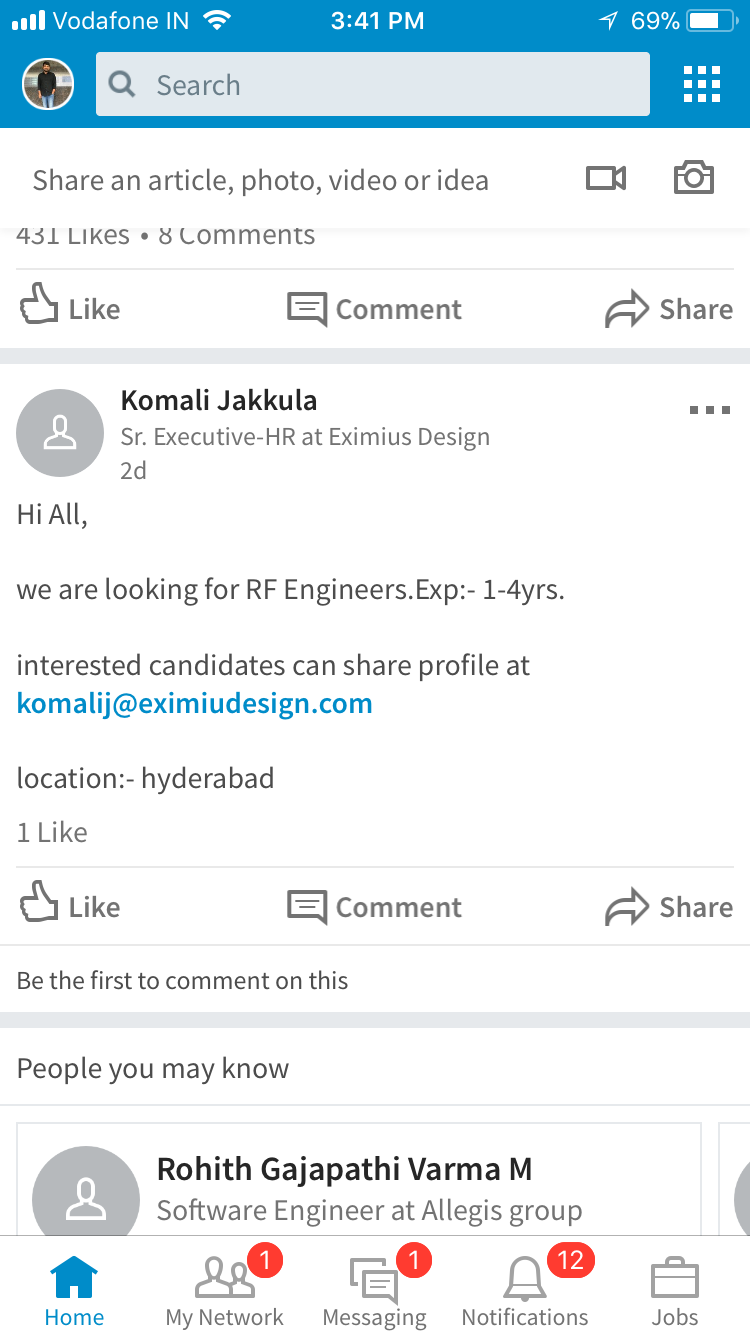 Vodafone IN
3:41 PM
69%
Search
Share an article, photo, video or idea
431 Likes • 8 Comments
Like
Comment
Share
Komali Jakkula
Sr. Executive-HR at Eximius Design
2d
Hi All,
we are looking for RF Engineers.Exp:- 1-4yrs.
interested candidates can share profile at
komalij@eximiudesign.com
location:- hyderabad
1 Like
Like
Comment
Share
Be the first to comment on this
People you may know
Rohith Gajapathi Varma M
Software Engineer at Allegis group
1
1
12
Home
My Network
Messaging
Notifications
Jobs